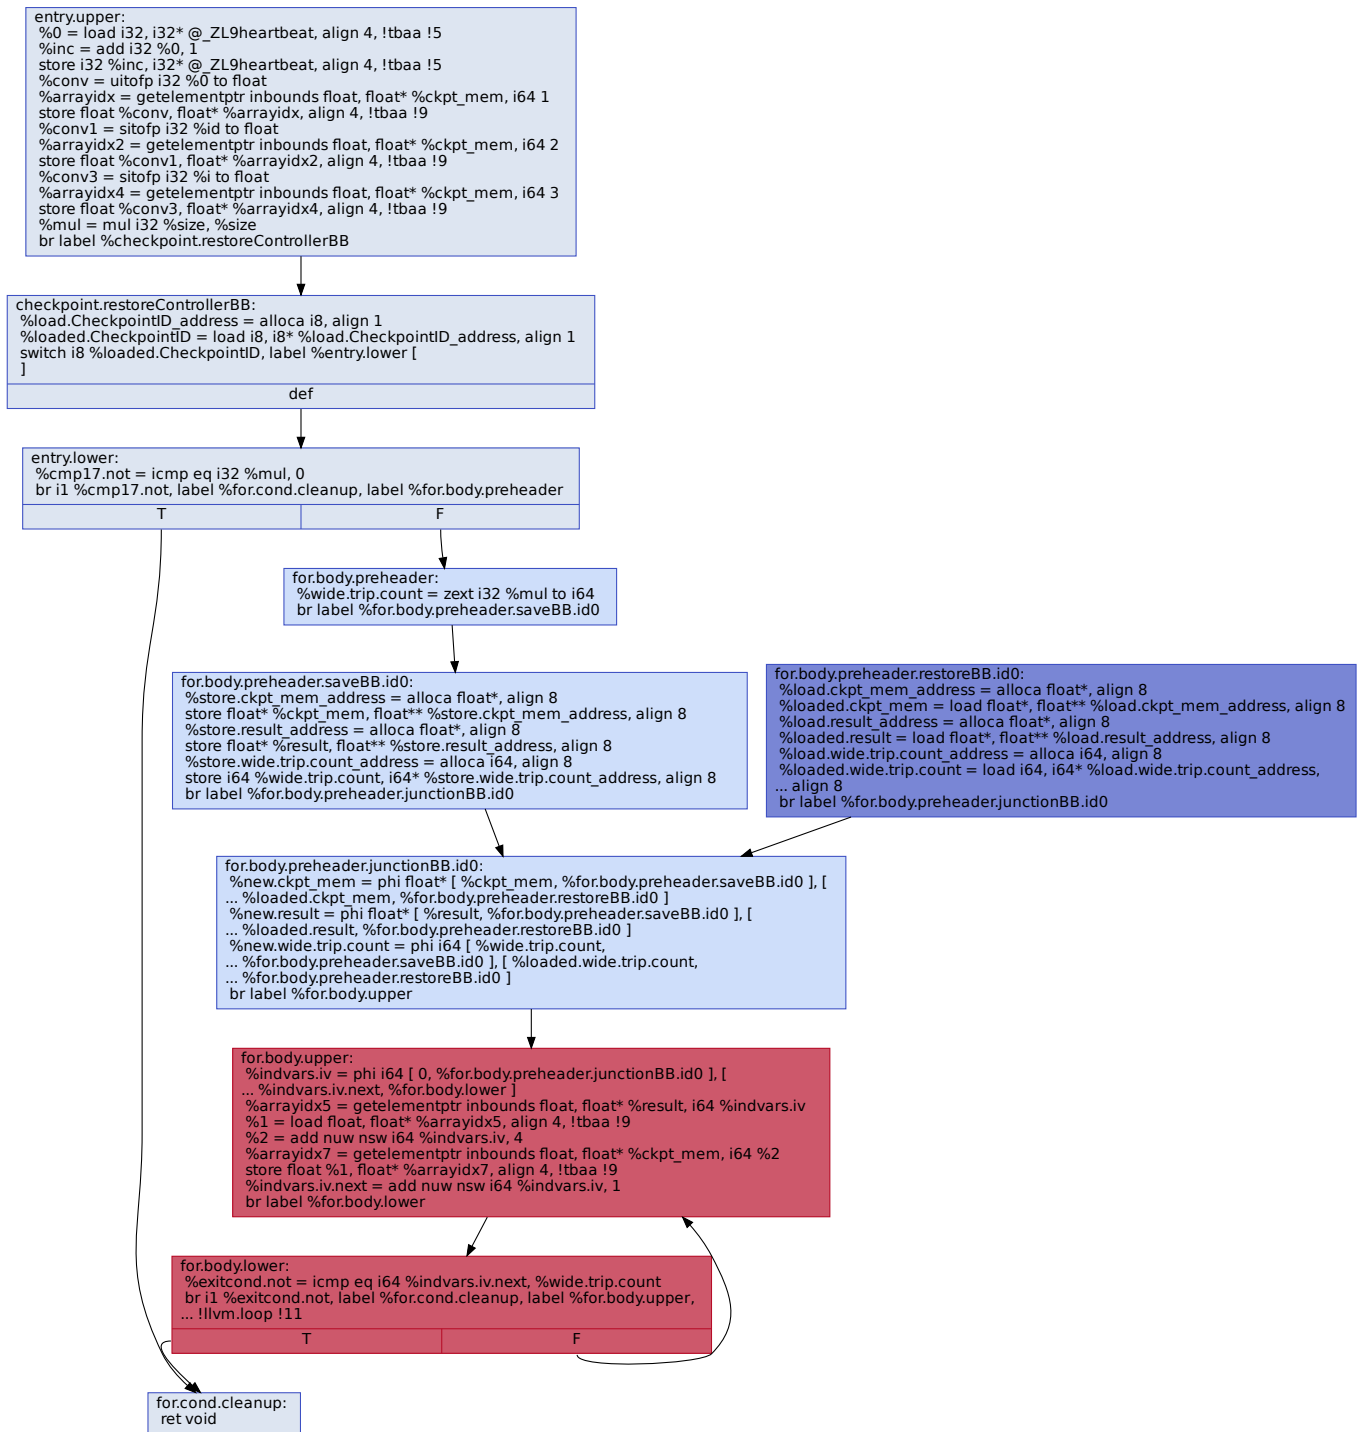 entry.upper:
%0 = load i32, i32* @_ZL9heartbeat, align 4, !tbaa !5
%inc = add i32 %0, 1
store i32 %inc, i32* @_ZL9heartbeat, align 4, !tbaa !5
%conv = uitofp i32 %0 to float
%arrayidx = getelementptr inbounds float, float* %ckpt_mem, i64 1
store float %conv, float* %arrayidx, align 4, !tbaa !9
%conv1 = sitofp i32 %id to float
%arrayidx2 = getelementptr inbounds float, float* %ckpt_mem, i64 2
store float %conv1, float* %arrayidx2, align 4, !tbaa !9
%conv3 = sitofp i32 %i to float
%arrayidx4 = getelementptr inbounds float, float* %ckpt_mem, i64 3
store float %conv3, float* %arrayidx4, align 4, !tbaa !9
%mul = mul i32 %size, %size
br label %checkpoint.restoreControllerBB
checkpoint.restoreControllerBB:
%load.CheckpointID_address = alloca i8, align 1
%loaded.CheckpointID = load i8, i8* %load.CheckpointID_address, align 1
switch i8 %loaded.CheckpointID, label %entry.lower [
]
def
entry.lower:
%cmp17.not = icmp eq i32 %mul, 0
br i1 %cmp17.not, label %for.cond.cleanup, label %for.body.preheader
T
F
for.body.preheader:
%wide.trip.count = zext i32 %mul to i64
br label %for.body.preheader.saveBB.id0
for.body.preheader.saveBB.id0:
%store.ckpt_mem_address = alloca float*, align 8
store float* %ckpt_mem, float** %store.ckpt_mem_address, align 8
%store.result_address = alloca float*, align 8
store float* %result, float** %store.result_address, align 8
%store.wide.trip.count_address = alloca i64, align 8
store i64 %wide.trip.count, i64* %store.wide.trip.count_address, align 8
br label %for.body.preheader.junctionBB.id0
for.body.preheader.restoreBB.id0:
%load.ckpt_mem_address = alloca float*, align 8
%loaded.ckpt_mem = load float*, float** %load.ckpt_mem_address, align 8
%load.result_address = alloca float*, align 8
%loaded.result = load float*, float** %load.result_address, align 8
%load.wide.trip.count_address = alloca i64, align 8
%loaded.wide.trip.count = load i64, i64* %load.wide.trip.count_address,
... align 8
br label %for.body.preheader.junctionBB.id0
for.body.preheader.junctionBB.id0:
%new.ckpt_mem = phi float* [ %ckpt_mem, %for.body.preheader.saveBB.id0 ], [
... %loaded.ckpt_mem, %for.body.preheader.restoreBB.id0 ]
%new.result = phi float* [ %result, %for.body.preheader.saveBB.id0 ], [
... %loaded.result, %for.body.preheader.restoreBB.id0 ]
%new.wide.trip.count = phi i64 [ %wide.trip.count,
... %for.body.preheader.saveBB.id0 ], [ %loaded.wide.trip.count,
... %for.body.preheader.restoreBB.id0 ]
br label %for.body.upper
for.body.upper:
%indvars.iv = phi i64 [ 0, %for.body.preheader.junctionBB.id0 ], [
... %indvars.iv.next, %for.body.lower ]
%arrayidx5 = getelementptr inbounds float, float* %result, i64 %indvars.iv
%1 = load float, float* %arrayidx5, align 4, !tbaa !9
%2 = add nuw nsw i64 %indvars.iv, 4
%arrayidx7 = getelementptr inbounds float, float* %ckpt_mem, i64 %2
store float %1, float* %arrayidx7, align 4, !tbaa !9
%indvars.iv.next = add nuw nsw i64 %indvars.iv, 1
br label %for.body.lower
for.body.lower:
%exitcond.not = icmp eq i64 %indvars.iv.next, %wide.trip.count
br i1 %exitcond.not, label %for.cond.cleanup, label %for.body.upper,
... !llvm.loop !11
T
F
for.cond.cleanup:
ret void